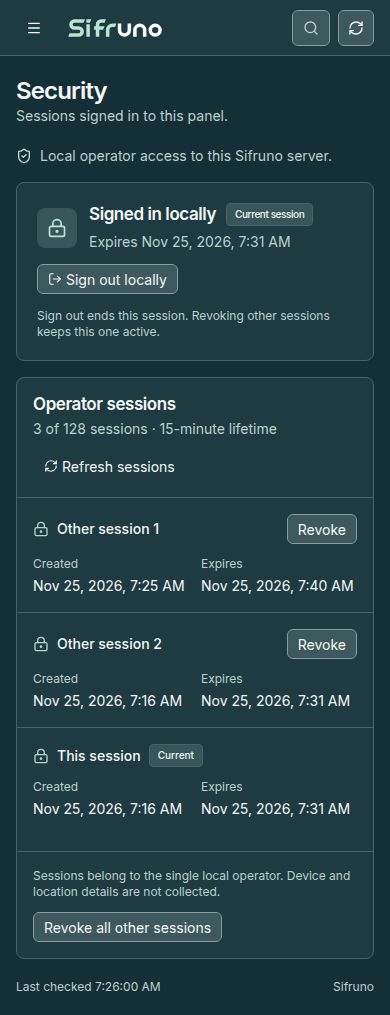 Sifruno
Security
Sessions signed in to this panel.
Local operator access to this Sifruno server.
Signed in locally Current session
Expires Nov 25, 2026, 7:31 AM
Sign out locally
Sign out ends this session. Revoking other sessions
keeps this one active.
Operator sessions
3 of 128 sessions · 15-minute lifetime
Refresh sessions
Other session 1 Revoke
Created Expires
Nov 25, 2026, 7:25 AM Nov 25, 2026, 7:40 AM
Other session 2 Revoke
Created Expires
Nov 25, 2026, 7:16 AM Nov 25, 2026, 7:31 AM
This session Current
Created Expires
Nov 25, 2026, 7:16 AM Nov 25, 2026, 7:31 AM
Sessions belong to the single local operator. Device and
location details are not collected.
Revoke all other sessions
Last checked 7:26:00 AM Sifruno